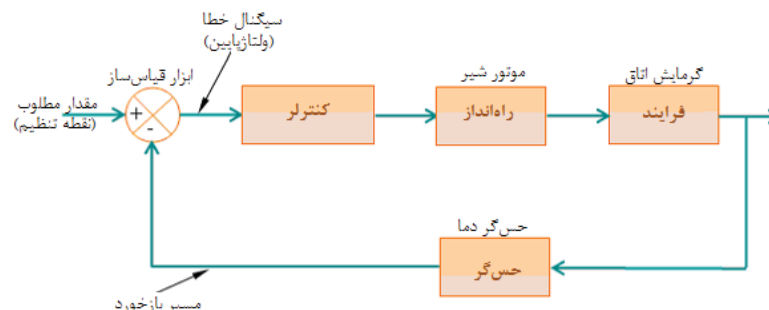 سیگنال خطا
(ولتاژپایین)
ابزار قیاس‌ساز
موتور شیر
گرمایش اتاق
مقدار مطلوب
(نقطه تنظیم)
+
-
کنترلر
راه‌انداز
فرایند
حس‌گر دما
حس‌گر
مسیر بازخورد